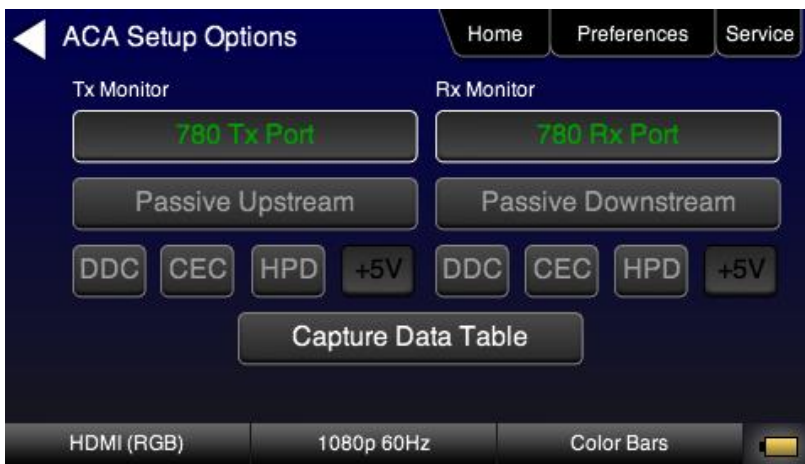 ACA Setup Options Home Preferences Service
Tx Monitor Rx Monitor
780 Tx Port 780 Rx Port
Passive Upstream Passive Downstream
DDC CEC HPD +5V DDC CEC HPD +5V
Capture Data Table
HDMI (RGB) 1080p 60Hz Color Bars